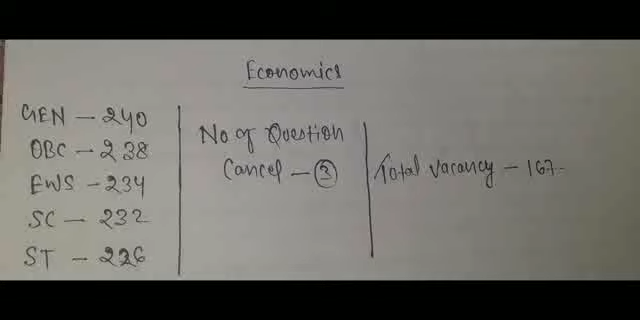 Economics
GEN - 240
OBC - 238
EWS - 234
SC - 232
ST - 226
No of Question
Cancel - 3
Total vacancy - 167